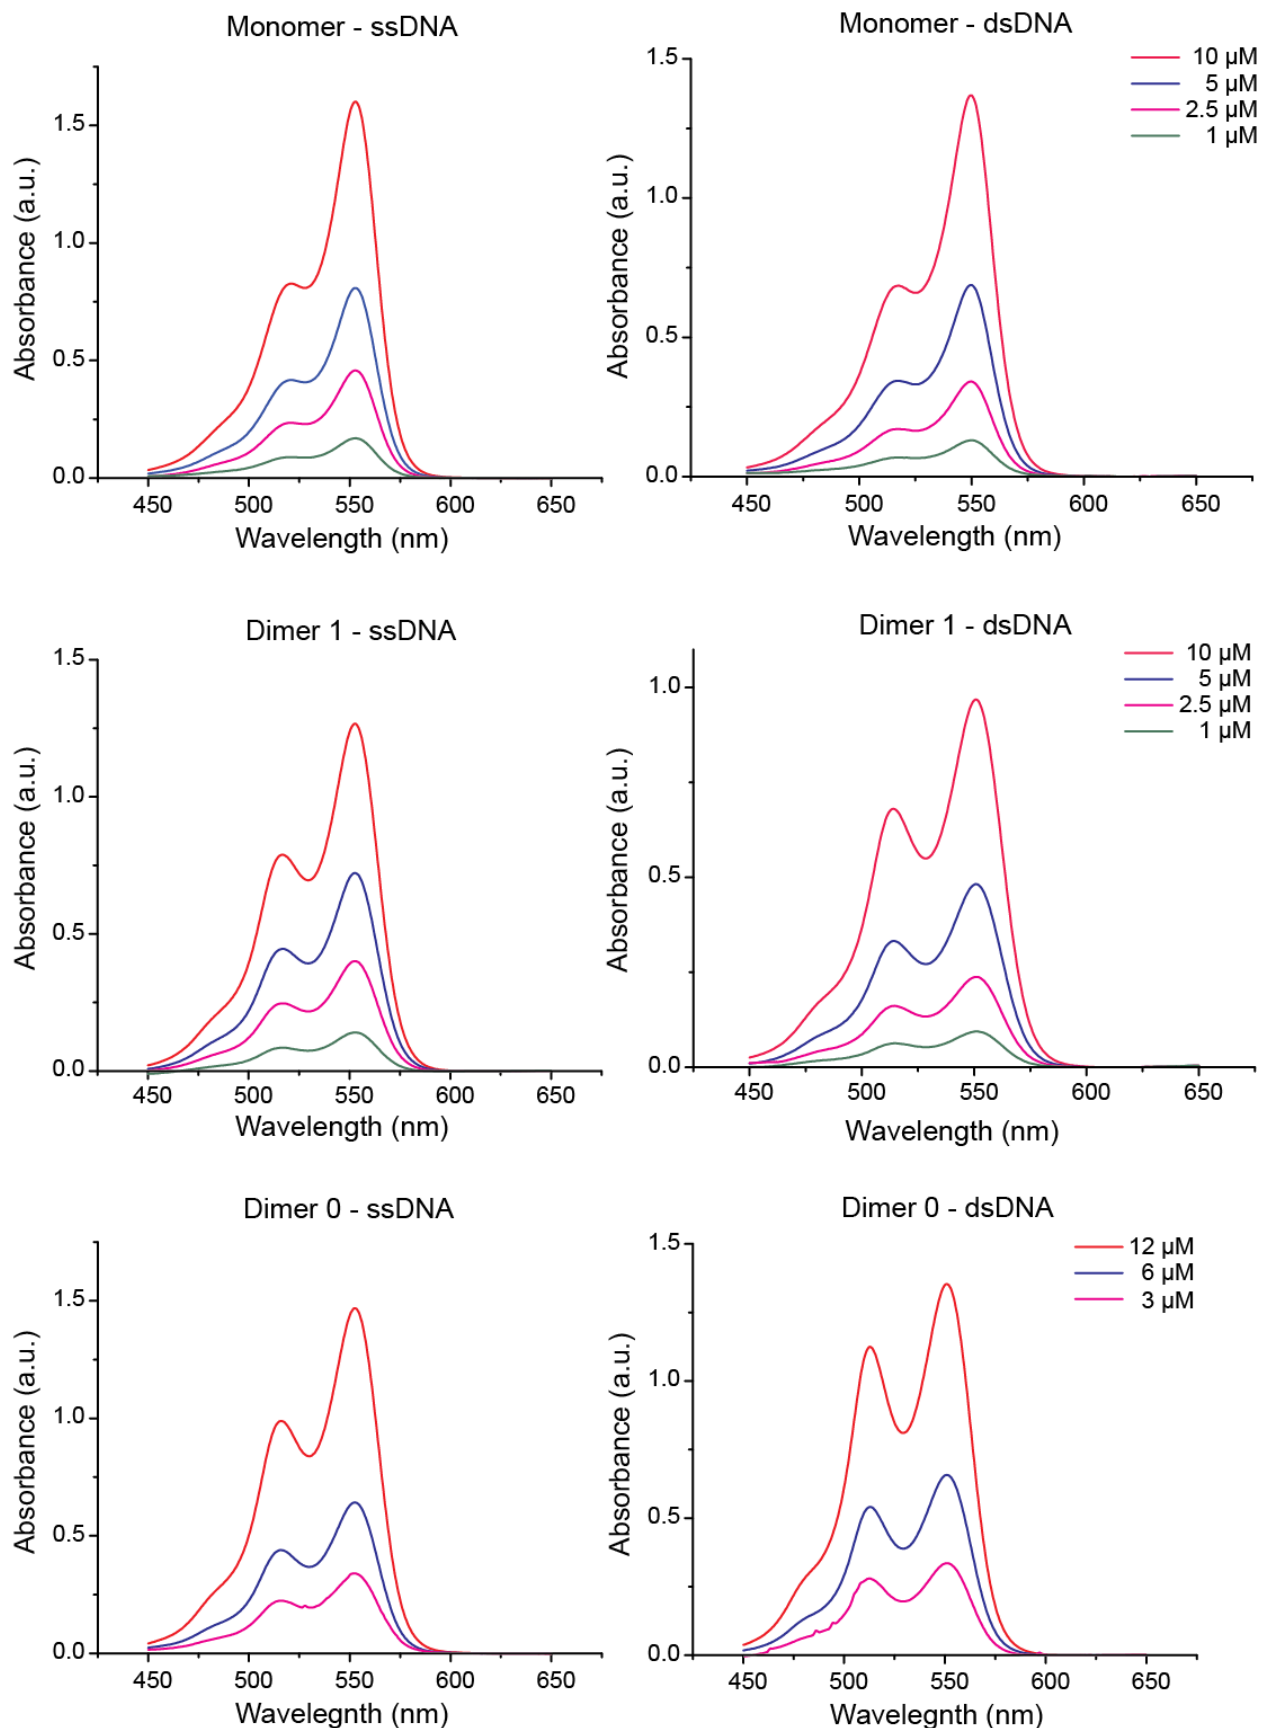 Monomer - ssDNA
Absorbance (a.u.)
1.5
1.0
0.5
0.0
450 500 550 600 650
Wavelength (nm)
Monomer - dsDNA
10 µM
5 µM
2.5 µM
1 µM
Absorbance (a.u.)
1.5
1.0
0.5
0.0
450 500 550 600 650
Wavelength (nm)
Dimer 1 - ssDNA
Absorbance (a.u.)
1.5
1.0
0.5
0.0
450 500 550 600 650
Wavelength (nm)
Dimer 1 - dsDNA
10 µM
5 µM
2.5 µM
1 µM
Absorbance (a.u.)
1.0
0.5
0.0
450 500 550 600 650
Wavelength (nm)
Dimer 0 - ssDNA
Absorbance (a.u.)
1.5
1.0
0.5
0.0
450 500 550 600 650
Wavelegnth (nm)
Dimer 0 - dsDNA
12 µM
6 µM
3 µM
Absorbance (a.u.)
1.5
1.0
0.5
0.0
450 500 550 600 650
Wavelegnth (nm)